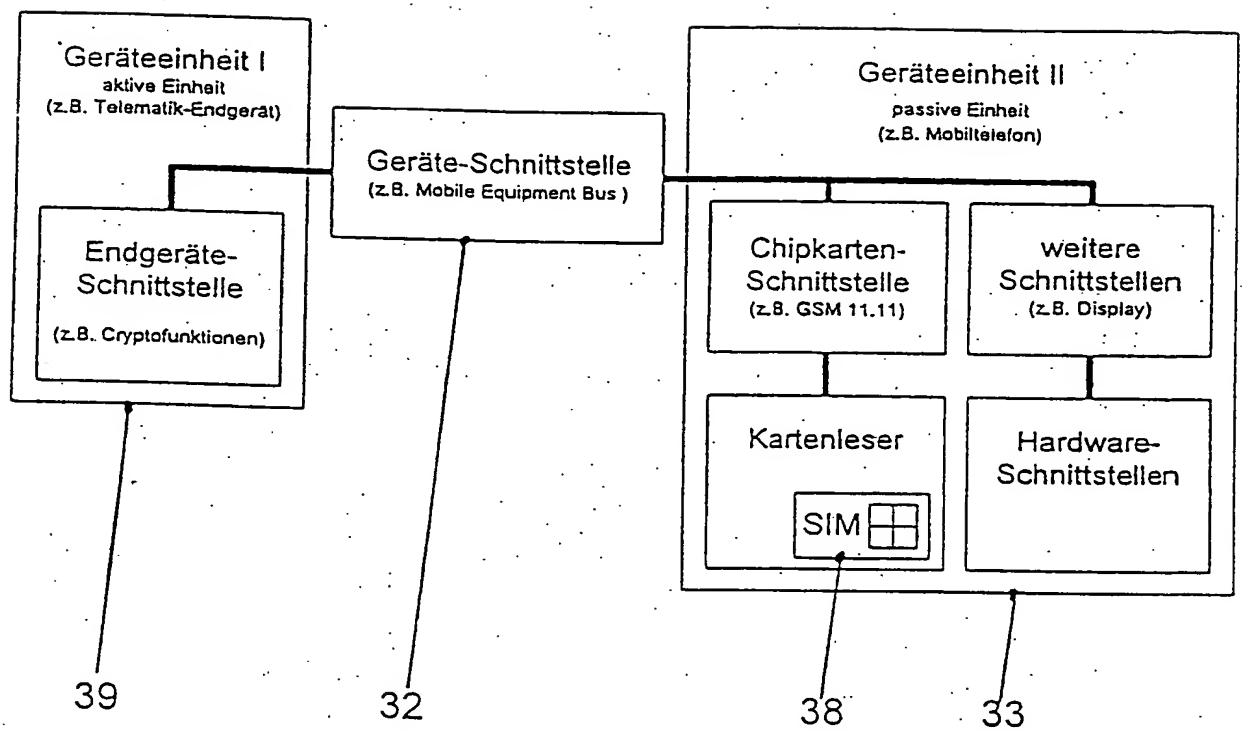 Geräteeinheit I
aktive Einheit
(z.B. Telematik-Endgerät)
Endgeräte-
Schnittstelle
(z.B. Cryptofunktionen)
Geräte-Schnittstelle
(z.B. Mobile Equipment Bus )
Geräteeinheit II
passive Einheit
(z.B. Mobiltelefon)
Chipkarten-
Schnittstelle
(z.B. GSM 11.11)
weitere
Schnittstellen
(z.B. Display)
Kartenleser
SIM
Hardware-
Schnittstellen
39
32
38
33